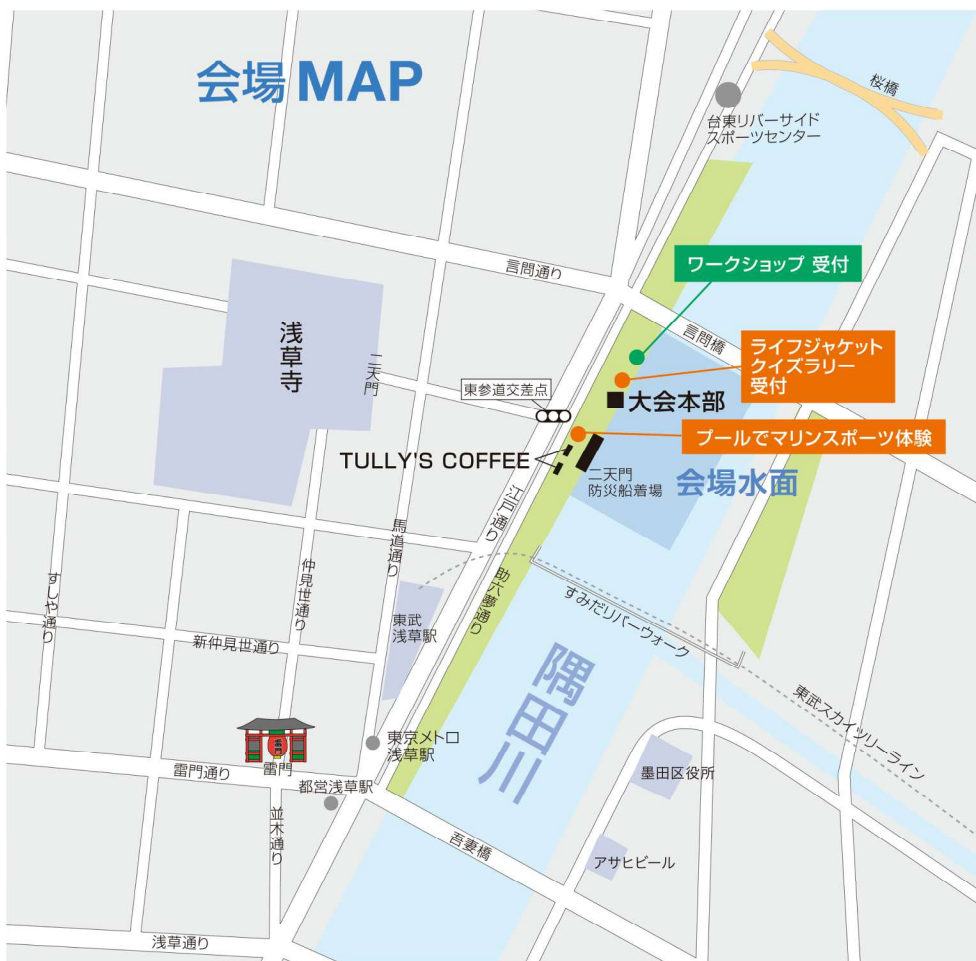 会場 MAP
桜橋
台東リバーサイド
スポーツセンター
ワークショップ 受付
言問通り
言問橋
ライフジャケット
クイズラリー
受付
浅草寺
二天門
東参道交差点
大会本部
プールでマリンスポーツ体験
TULLY'S COFFEE
二天門
防災船着場
会場水面
江戸通り
馬道通り
仲見世通り
すしや通り
助六夢通り
すみだリバーウォーク
東武
浅草駅
新仲見世通り
隅田川
東武スカイツリーライン
雷門
東京メトロ
浅草駅
雷門通り
雷門
都営浅草駅
墨田区役所
並木通り
吾妻橋
アサヒビール
浅草通り